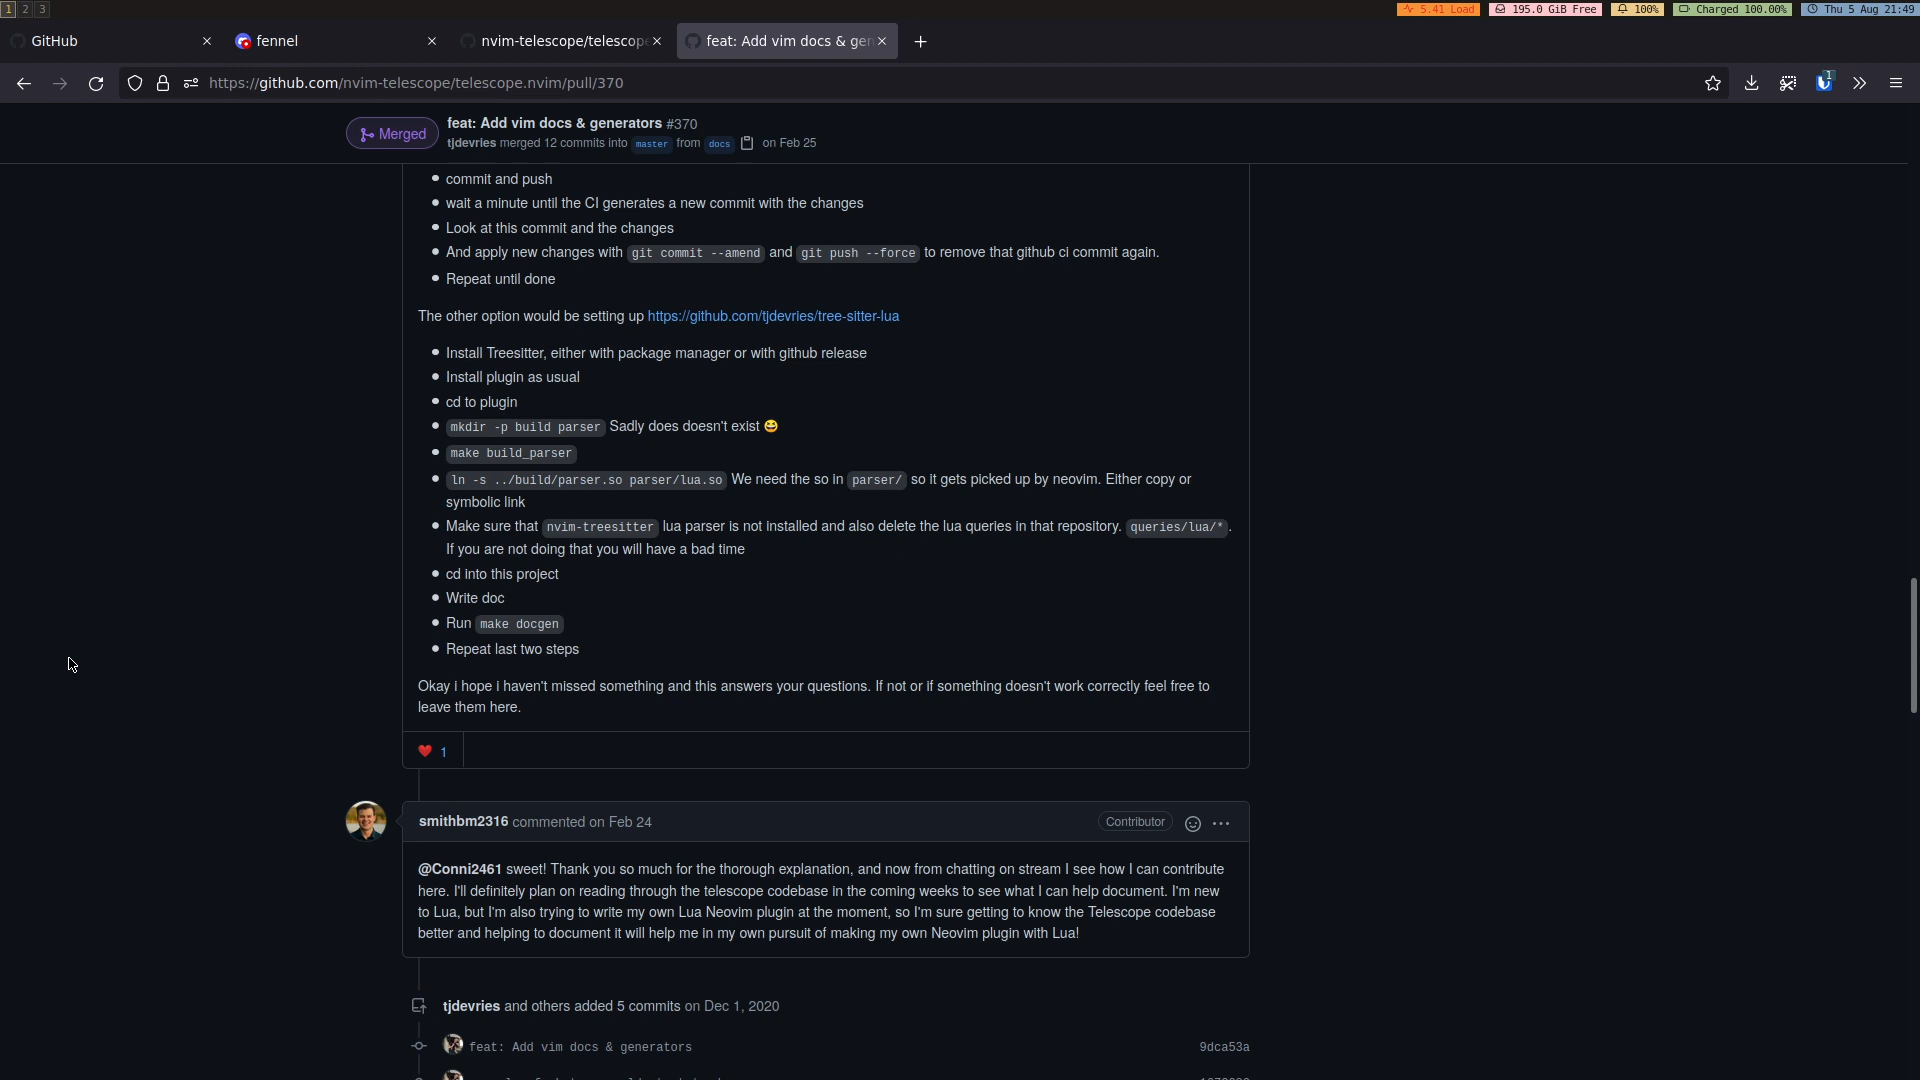 1 2 3
5.41 Load 195.0 GiB Free 100% Charged 100.00% Thu 5 Aug 21:49
GitHub fennel nvim-telescope/telescop feat: Add vim docs & gen
https://github.com/nvim-telescope/telescope.nvim/pull/370
1
Merged
feat: Add vim docs & generators #370
tjdevries merged 12 commits into master from docs on Feb 25
commit and push
wait a minute until the CI generates a new commit with the changes
Look at this commit and the changes
And apply new changes with git commit --amend and git push --force to remove that github ci commit again.
Repeat until done
The other option would be setting up https://github.com/tjdevries/tree-sitter-lua
Install Treesitter, either with package manager or with github release
Install plugin as usual
cd to plugin
mkdir -p build parser Sadly does doesn't exist 😄
make build_parser
ln -s ../build/parser.so parser/lua.so We need the so in parser/ so it gets picked up by neovim. Either copy or
symbolic link
Make sure that nvim-treesitter lua parser is not installed and also delete the lua queries in that repository. queries/lua/* .
If you are not doing that you will have a bad time
cd into this project
Write doc
Run make docgen
Repeat last two steps
Okay i hope i haven't missed something and this answers your questions. If not or if something doesn't work correctly feel free to
leave them here.
❤️ 1
smithbm2316 commented on Feb 24 Contributor
@Conni2461 sweet! Thank you so much for the thorough explanation, and now from chatting on stream I see how I can contribute
here. I'll definitely plan on reading through the telescope codebase in the coming weeks to see what I can help document. I'm new
to Lua, but I'm also trying to write my own Lua Neovim plugin at the moment, so I'm sure getting to know the Telescope codebase
better and helping to document it will help me in my own pursuit of making my own Neovim plugin with Lua!
tjdevries and others added 5 commits on Dec 1, 2020
feat: Add vim docs & generators 9dca53a